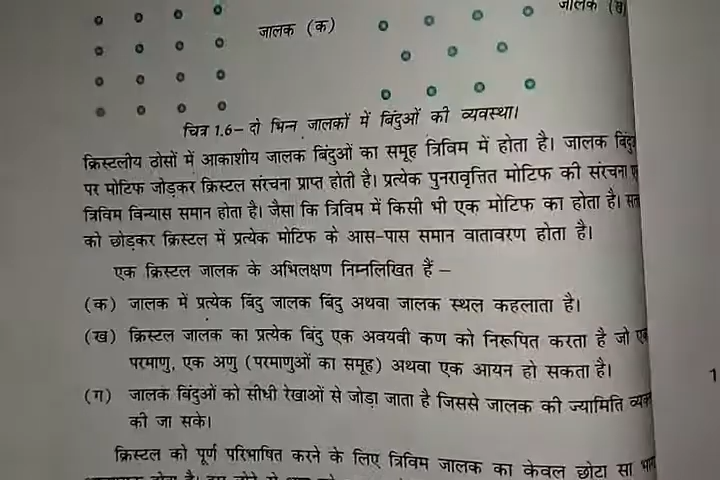 जालक (क)
जालक (ख)
चित्र 1.6– दो भिन्न जालकों में बिंदुओं की व्यवस्था।
क्रिस्टलीय ठोसों में आकाशीय जालक बिंदुओं का समूह त्रिविम में होता है। जालक बिंदु
पर मोटिफ जोड़कर क्रिस्टल संरचना प्राप्त होती है। प्रत्येक पुनरावृत्तित मोटिफ की संरचना
त्रिविम विन्यास समान होता है। जैसा कि त्रिविम में किसी भी एक मोटिफ का होता है।
को छोड़कर क्रिस्टल में प्रत्येक मोटिफ के आस-पास समान वातावरण होता है।
एक क्रिस्टल जालक के अभिलक्षण निम्नलिखित हैं –
(क) जालक में प्रत्येक बिंदु जालक बिंदु अथवा जालक स्थल कहलाता है।
(ख) क्रिस्टल जालक का प्रत्येक बिंदु एक अवयवी कण को निरूपित करता है जो एक
परमाणु, एक अणु (परमाणुओं का समूह) अथवा एक आयन हो सकता है।
(ग) जालक बिंदुओं को सीधी रेखाओं से जोड़ा जाता है जिससे जालक की ज्यामिति
की जा सके।
क्रिस्टल को पूर्ण परिभाषित करने के लिए त्रिविम जालक का केवल छोटा सा भाग
1